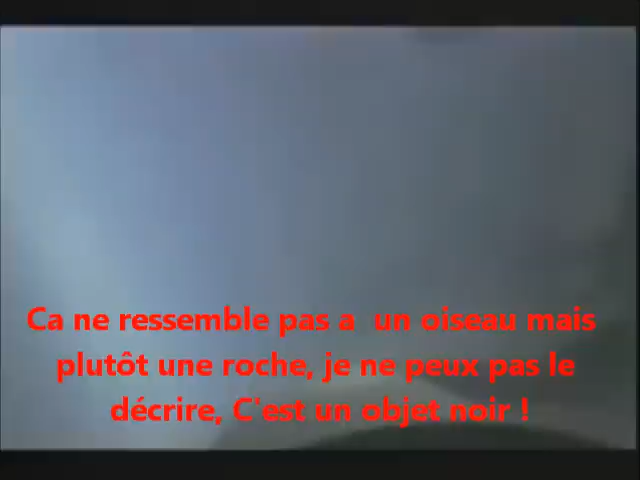 Ca ne ressemble pas a  un oiseau mais
plutôt une roche, je ne peux pas le
décrire, C'est un objet noir !